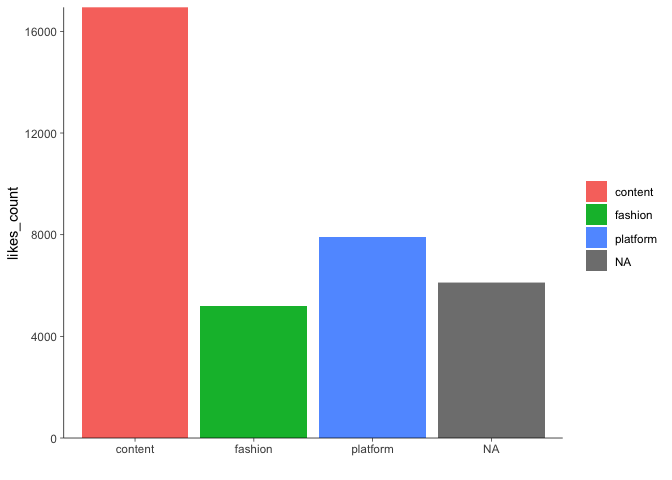 likes_count
16000
12000
8000
4000
0
content fashion platform NA
content
fashion
platform
NA